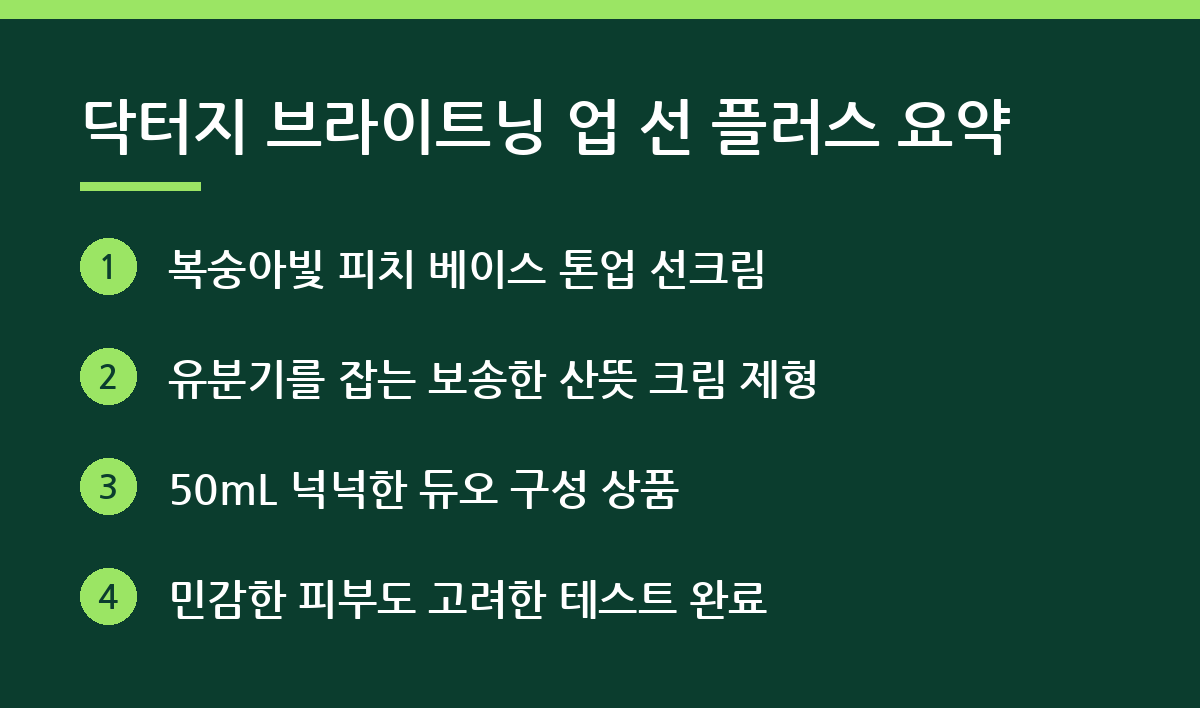 닥터지 브라이트닝 업 선 플러스 요약
1 복숭아빛 피치 베이스 톤업 선크림
2 유분기를 잡는 보송한 산뜻 크림 제형
3 50mL 넉넉한 듀오 구성 상품
4 민감한 피부도 고려한 테스트 완료